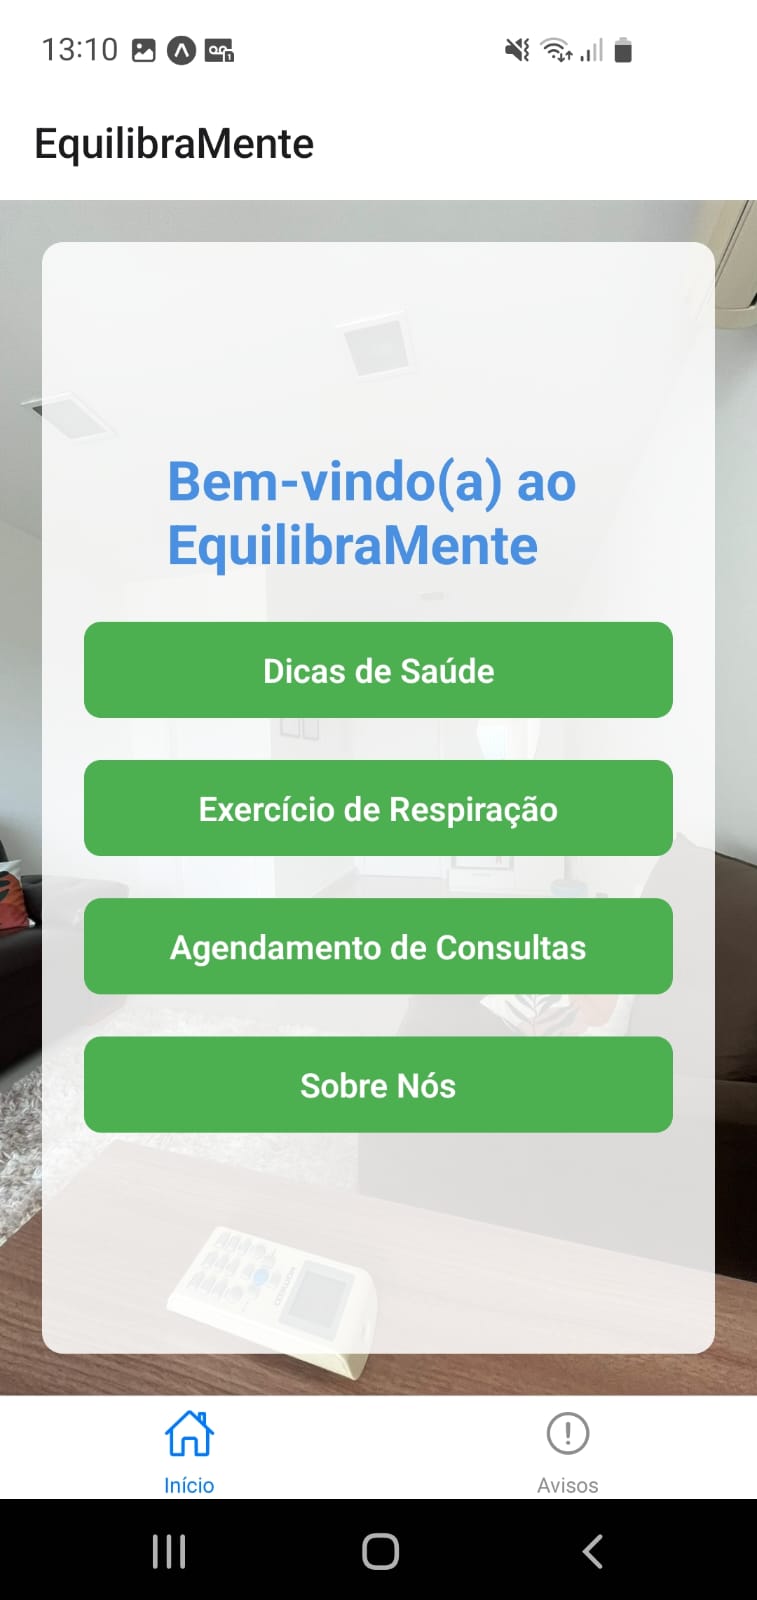 13:10
EquilibraMente
Bem-vindo(a) ao
EquilibraMente
Dicas de Saúde
Exercício de Respiração
Agendamento de Consultas
Sobre Nós
Início
Avisos